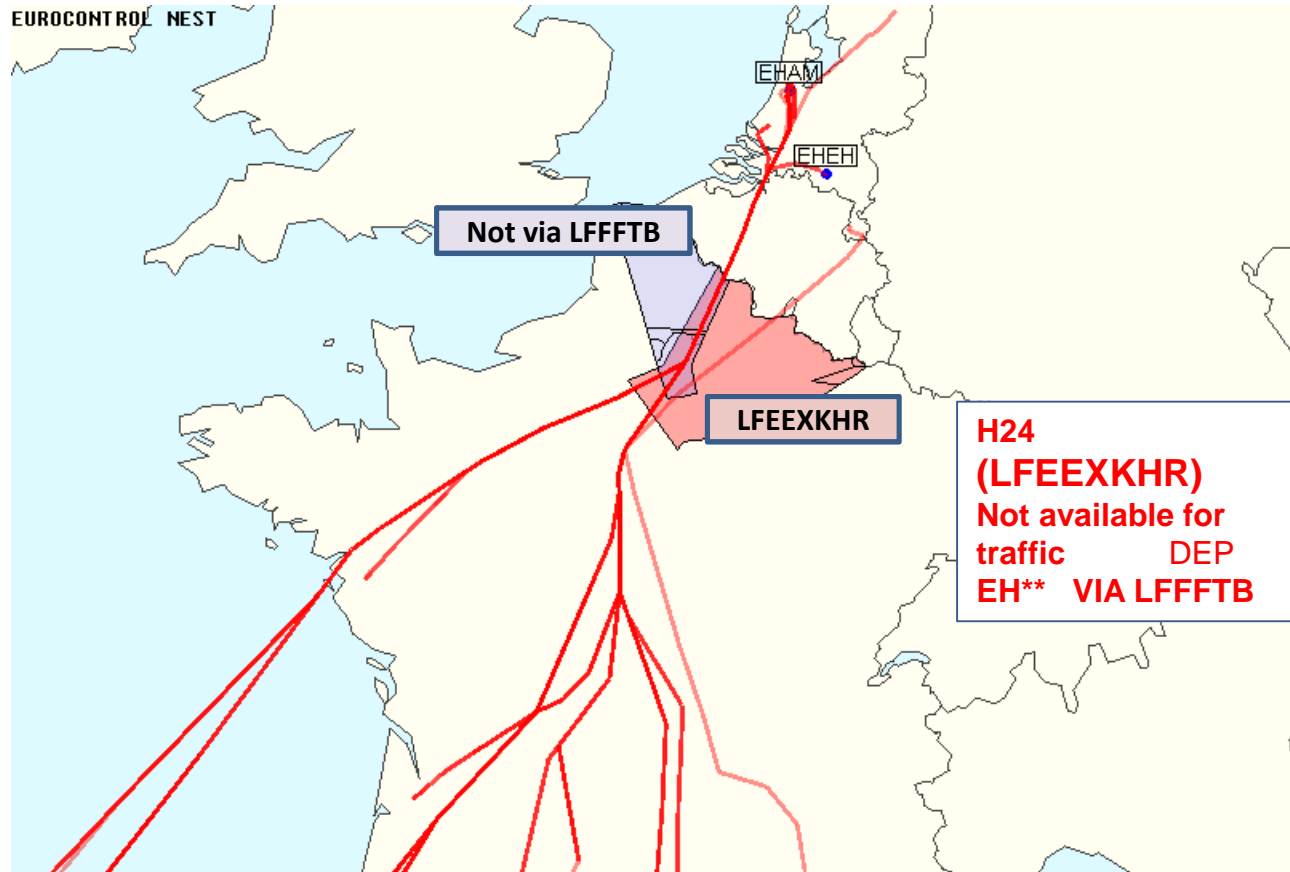 EUROCONTROL NEST
EHAM
EHEH
Not via LFFFTB
LFEEXKHR
H24
(LFEEXKHR)
Not available for
traffic DEP
EH** VIA LFFFTB